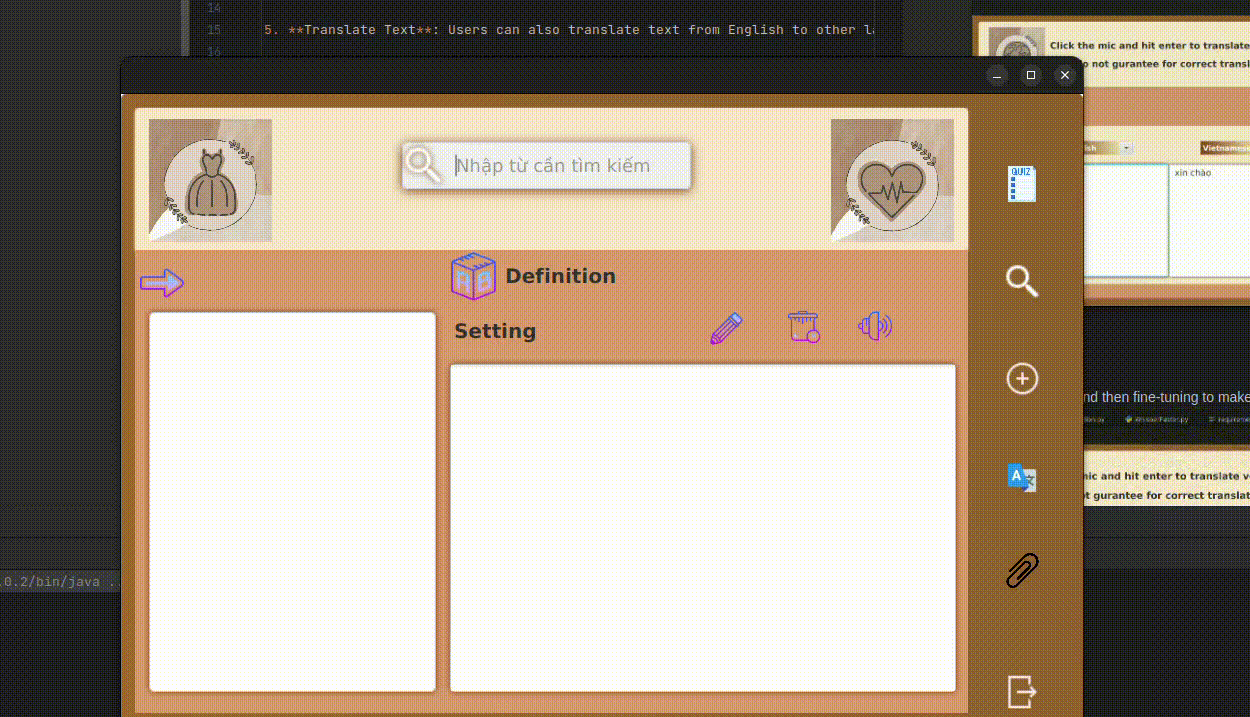 14
15 5. **Translate Text**: Users can also translate text from English to other l
16
Click the mic and hit enter to translate
o not gurantee for correct transl
Nhập từ cần tìm kiếm
QUIZ
ish
Vietnamese
xin chào
Definition
A B
Setting
nd then fine-tuning to make
A
nic and hit enter to translate v
t gurantee for correct translat
.0.2/bin/java ..